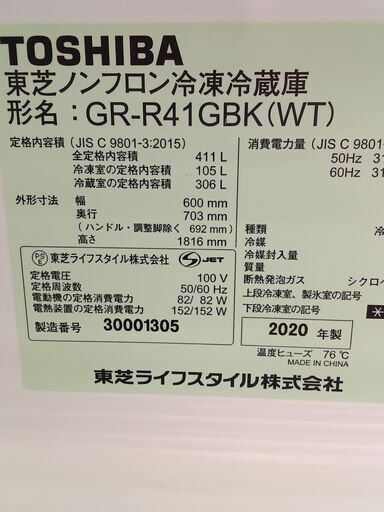 TOSHIBA
東芝ノンフロン冷凍冷蔵庫
形名：GR-R41GBK(WT)
定格内容積（JIS C 9801-3:2015）
全定格内容積 411 L
冷凍室の内容積 105 L
冷蔵室の内容積 306 L
外形寸法 幅 600 mm
奥行 703 mm
（ハンドル・調整脚除く 692 mm）
高さ 1816 mm
PS E 東芝ライフスタイル株式会社 S JET
定格電圧 100 V
定格周波数 50/60 Hz
電動機の定格消費電力 82/ 82 W
電熱装置の定格消費電力 152/152 W
製造番号 30001305
消費電力量（JIS C 9801-
50Hz 31
60Hz 31
種類
冷媒
冷媒封入量
質量
断熱発泡ガス シクロペ
上段冷凍室、製氷室の記号
下段冷凍室の記号
2020 年製
温度ヒューズ 76℃
MADE IN CHINA
東芝ライフスタイル株式会社